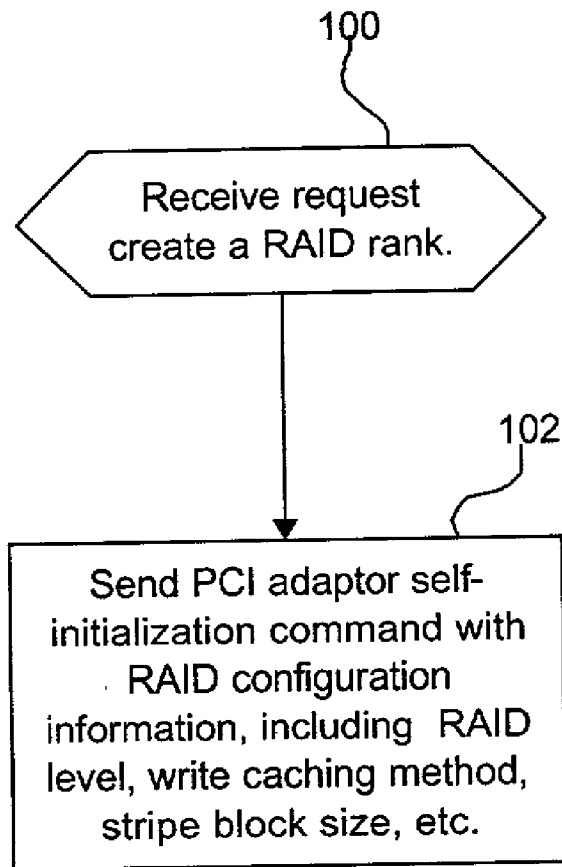 100
Receive request
create a RAID rank.
102
Send PCI adaptor self-
initialization command with
RAID configuration
information, including RAID
level, write caching method,
stripe block size, etc.